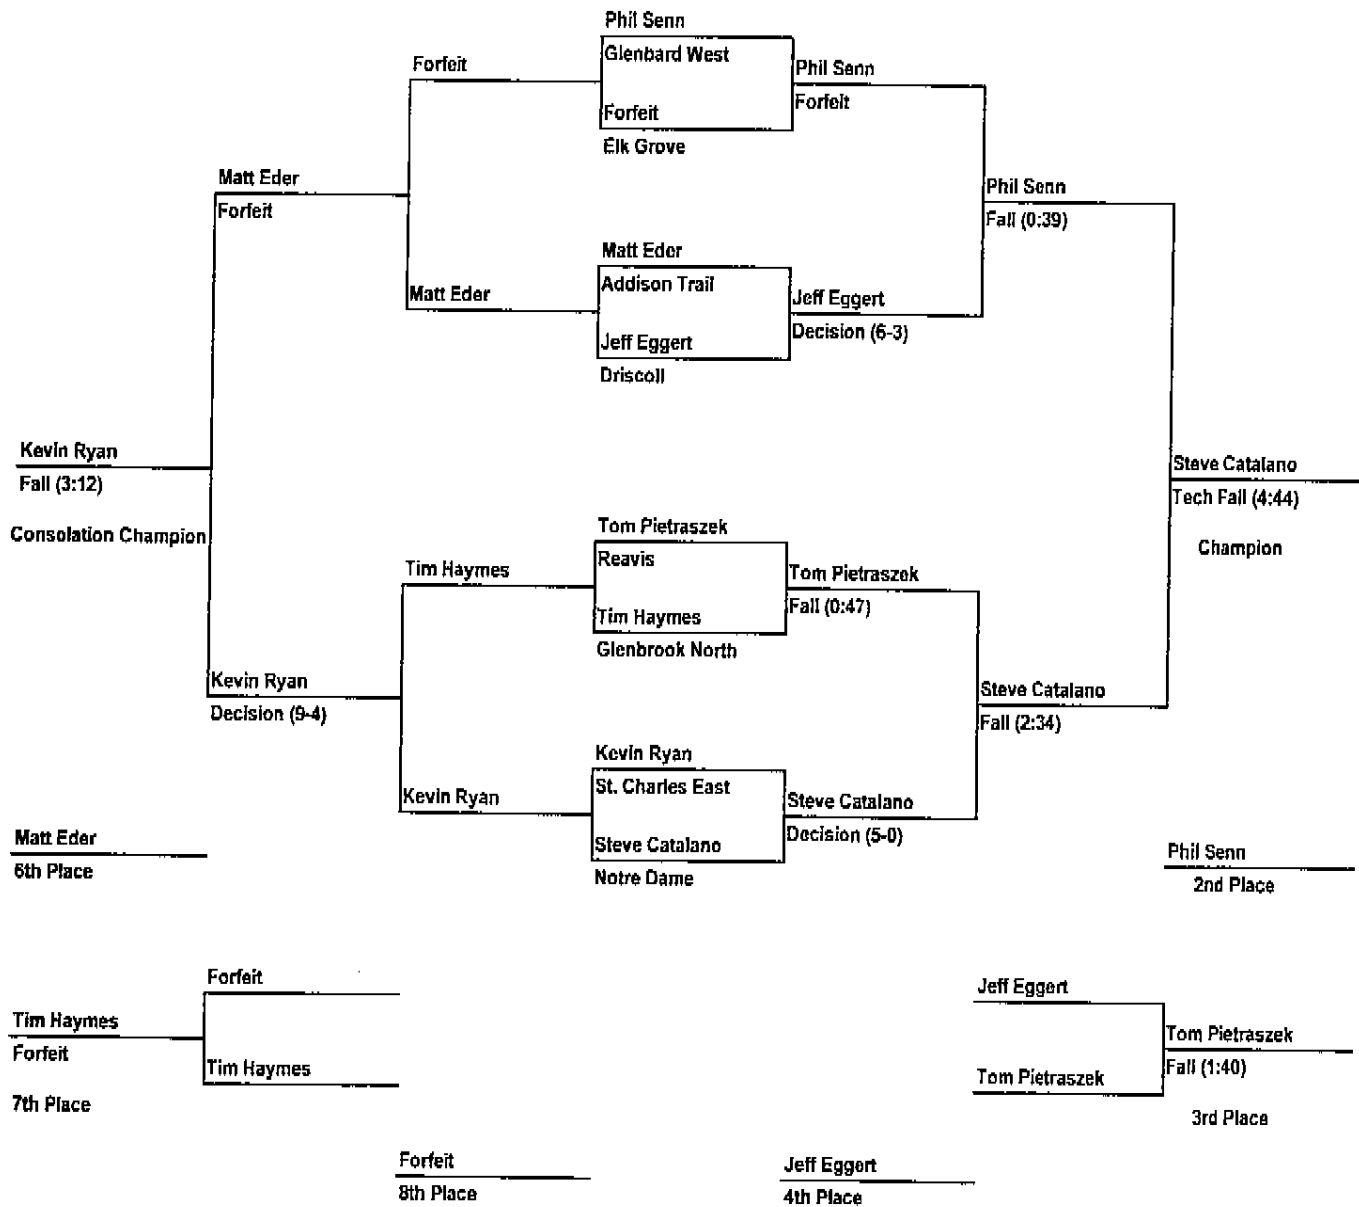 Phil Senn
Glenbard West
Forfeit
Phil Senn
Forfeit
Forfeit
Elk Grove
Matt Eder
Forfeit
Phil Senn
Fall (0:39)
Matt Eder
Matt Eder
Addison Trail
Jeff Eggert
Decision (6-3)
Jeff Eggert
Driscoll
Kevin Ryan
Fall (3:12)
Consolation Champion
Steve Catalano
Tech Fall (4:44)
Champion
Tom Pietraszek
Reavis
Tim Haymes
Tom Pietraszek
Fall (0:47)
Tim Haymes
Glenbrook North
Kevin Ryan
Decision (9-4)
Steve Catalano
Fall (2:34)
Kevin Ryan
St. Charles East
Kevin Ryan
Steve Catalano
Decision (5-0)
Steve Catalano
Notre Dame
Matt Eder
6th Place
Phil Senn
2nd Place
Forfeit
Tim Haymes
Forfeit
Tim Haymes
7th Place
Jeff Eggert
Tom Pietraszek
Fall (1:40)
Tom Pietraszek
3rd Place
Forfeit
8th Place
Jeff Eggert
4th Place